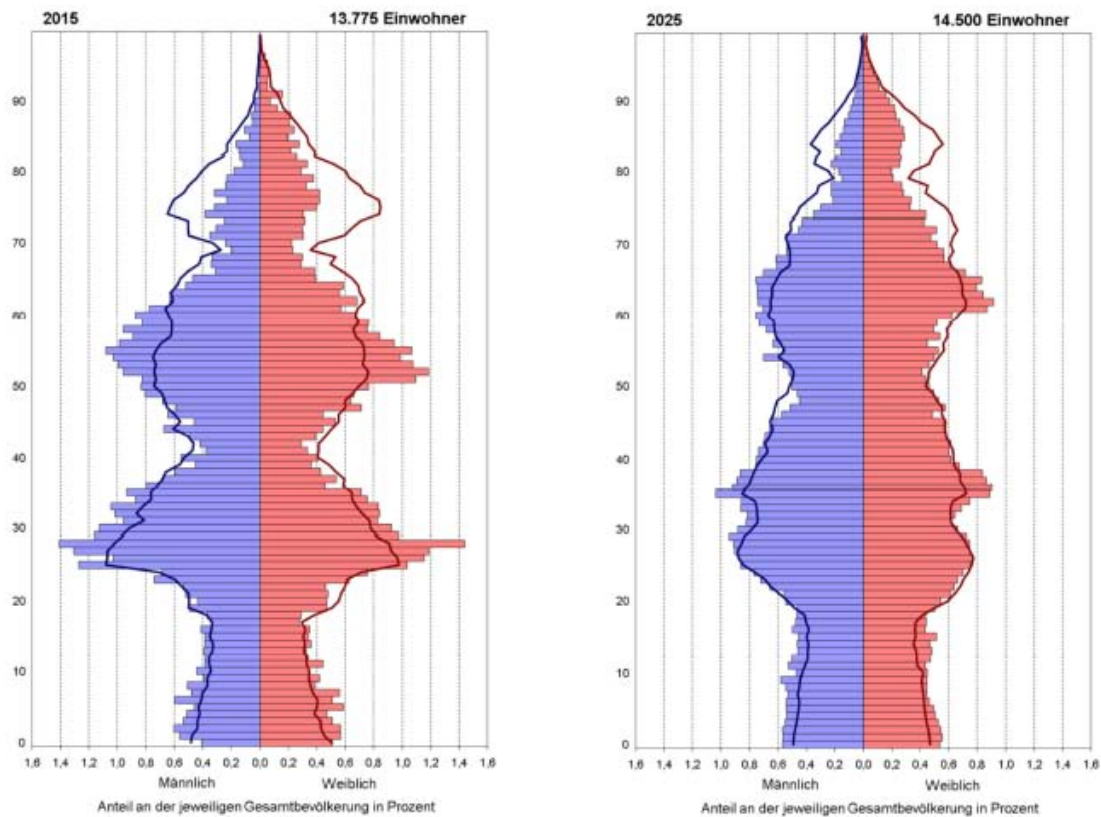 2015 13.775 Einwohner
90
80
70
60
50
40
30
20
10
0
1,6 1,4 1,2 1,0 0,8 0,6 0,4 0,2 0,0 0,2 0,4 0,6 0,8 1,0 1,2 1,4 1,6
Männlich Weiblich
Anteil an der jeweiligen Gesamtbevölkerung in Prozent
2025 14.500 Einwohner
90
80
70
60
50
40
30
20
10
0
1,6 1,4 1,2 1,0 0,8 0,6 0,4 0,2 0,0 0,2 0,4 0,6 0,8 1,0 1,2 1,4 1,6
Männlich Weiblich
Anteil an der jeweiligen Gesamtbevölkerung in Prozent